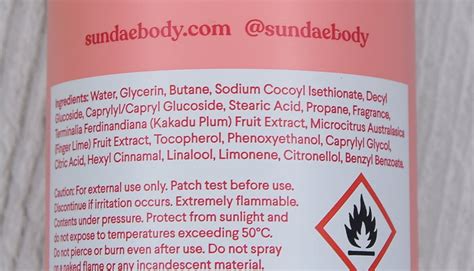 sundaebody.com @sundaebody
Ingredients: Water, Glycerin, Butane, Sodium Cocoyl Isethionate, Decyl
Glucoside, Caprylyl/Capryl Glucoside, Stearic Acid, Propane, Fragrance,
Terminalia Ferdinandiana (Kakadu Plum) Fruit Extract, Microcitrus Australasica
(Finger Lime) Fruit Extract, Tocopherol, Phenoxyethanol, Caprylyl Glycol,
Citric Acid, Hexyl Cinnamal, Linalool, Limonene, Citronellol, Benzyl Benzoate.
Caution: For external use only. Patch test before use.
Discontinue if irritation occurs. Extremely flammable.
Contents under pressure. Protect from sunlight and
do not expose to temperatures exceeding 50°C.
Do not pierce or burn even after use. Do not spray
on a naked flame or any incandescent material.